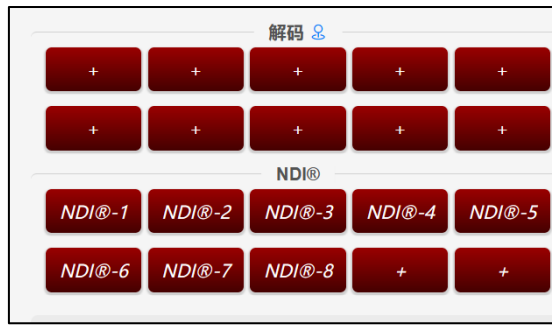 解码
+ + + + +
+ + + + +
NDI®
NDI®-1 NDI®-2 NDI®-3 NDI®-4 NDI®-5
NDI®-6 NDI®-7 NDI®-8 + +